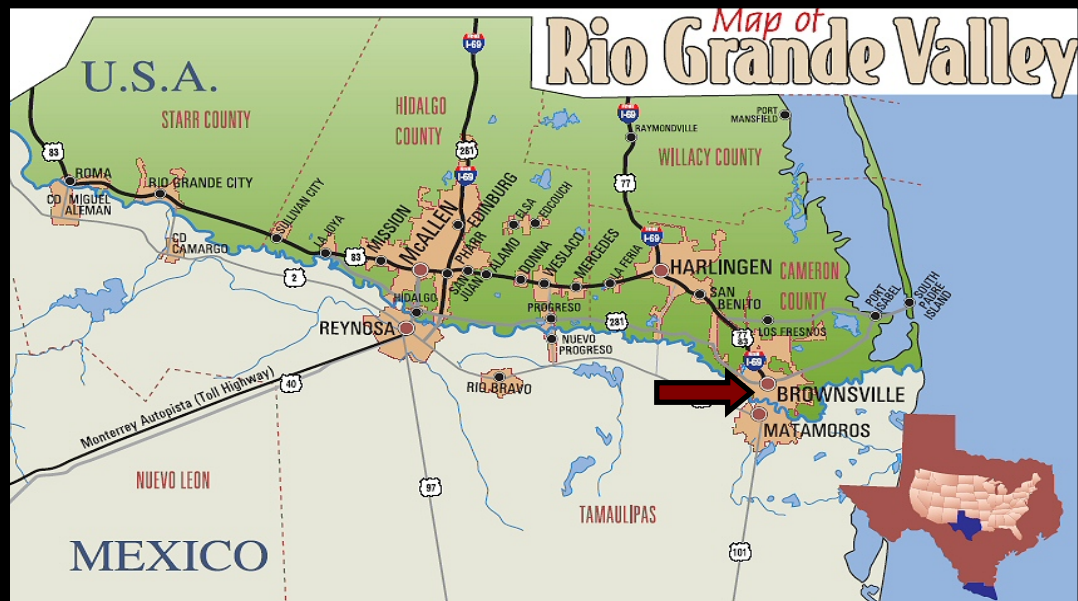 Map of
Rio Grande Valley
U.S.A.
STARR COUNTY
HIDALGO
COUNTY
I-69
281
I-69
I-69
RAYMONDVILLE
PORT
MANSFIELD
WILLACY COUNTY
77
83
ROMA
CD MIGUEL
ALEMAN
RIO GRANDE CITY
CD
CAMARGO
SULLIVAN CITY
LA JOYA
83
MISSION
McALLEN
EDINBURG
PHARR
SAN
JUAN
ALAMO
ELSA
EDCOUCH
DONNA
WESLACO
MERCEDES
LA FERIA
I-69
HARLINGEN
CAMERON
COUNTY
SAN
BENITO
PORT
ISABEL
SOUTH
PADRE
ISLAND
2
HIDALGO
PROGRESO
281
LOS FRESNOS
77
83
I-69
REYNOSA
NUEVO
PROGRESO
RIO BRAVO
BROWNSVILLE
MATAMOROS
Monterrey Autopista (Toll Highway)
40
NUEVO LEON
97
TAMAULIPAS
101
MEXICO